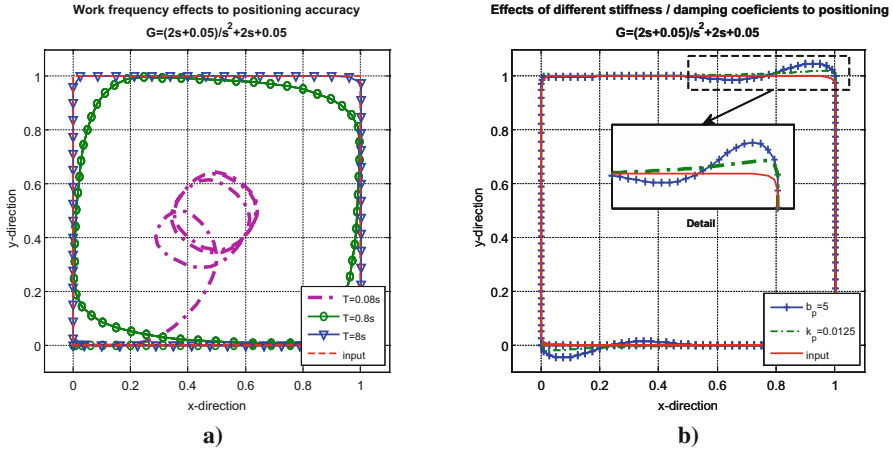 Work frequency effects to positioning accuracy
G=(2s+0.05)/s²+2s+0.05
1
0.8
0.6
0.4
0.2
0
y-direction
0
0.2
0.4
0.6
0.8
1
x-direction
T=0.08s
T=0.8s
T=8s
input
a)
Effects of different stiffness / damping coeficients to positioning
G=(2s+0.05)/s²+2s+0.05
1
0.8
0.6
0.4
0.2
0
y-direction
Detail
0
0.2
0.4
0.6
0.8
1
x-direction
b_p=5
k_p=0.0125
input
b)